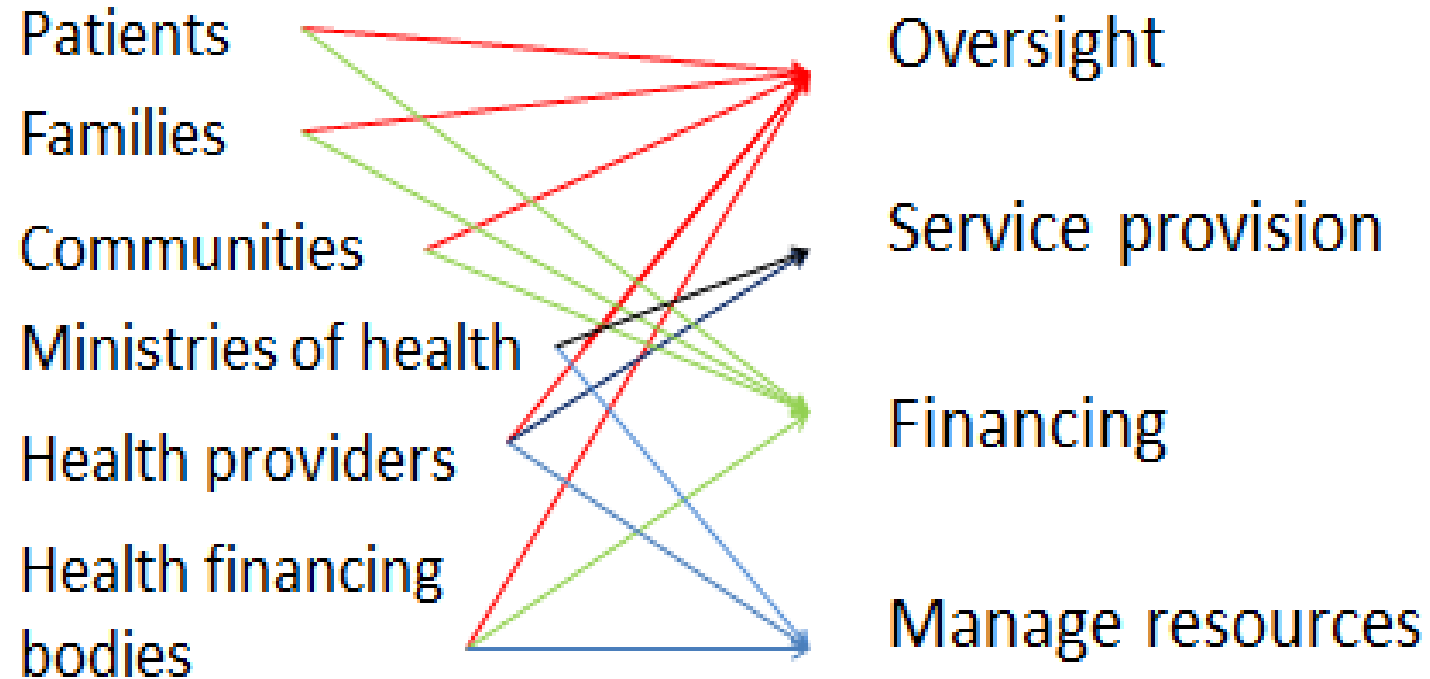 Patients
Families
Communities
Ministries of health
Health providers
Health financing
bodies
Oversight
Service provision
Financing
Manage resources